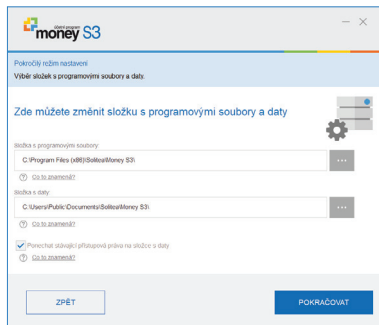 účetní program
money S3
Pokročilý režim nastavení
Výběr složek s programovými soubory a daty.
Zde můžete změnit složku s programovými soubory a daty
Složka s programovými soubory
C:\Program Files (x86)\Solitea\Money S3\
...
? Co to znamená?
Složka s daty
C:\Users\Public\Documents\Solitea\Money S3\
...
? Co to znamená?
Ponechat stávající přístupová práva na složce s daty
? Co to znamená?
ZPĚT
POKRAČOVAT